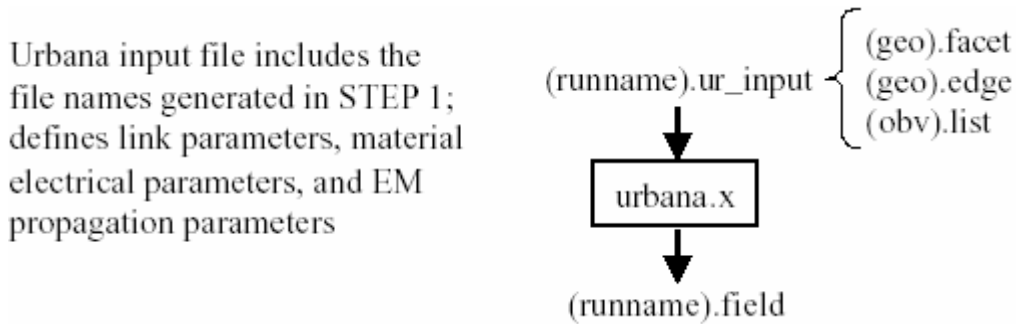 Urbana input file includes the
file names generated in STEP 1;
defines link parameters, material
electrical parameters, and EM
propagation parameters
(runname).ur_input
(geo).facet
(geo).edge
(obv).list
urbana.x
(runname).field